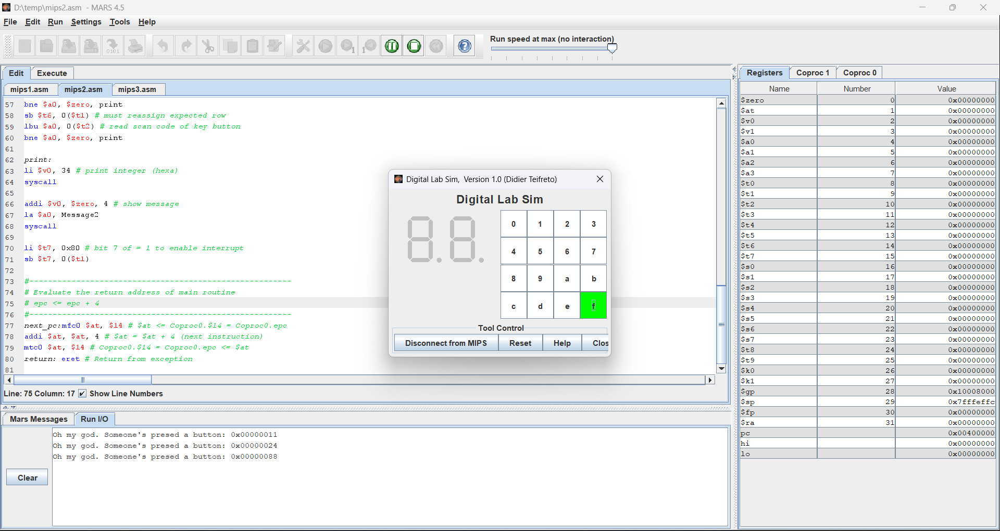 D:\temp\mips2.asm - MARS 4.5
File Edit Run Settings Tools Help
Run speed at max (no interaction)
Edit Execute
mips1.asm mips2.asm mips3.asm
57 bne $a0, $zero, print
58 sb $t6, 0($t1) # must reassign expected row
59 lbu $a0, 0($t2) # read scan code of key button
60 bne $a0, $zero, print
61
62 print:
63 li $v0, 34 # print integer (hexa)
64 syscall
65
66 addi $v0, $zero, 4 # show message
67 la $a0, Message2
68 syscall
69
70 li $t7, 0x80 # bit 7 of = 1 to enable interrupt
71 sb $t7, 0($t1)
72
73 #--------------------------------------------------------
74 # Evaluate the return address of main routine
75 # epc <= epc + 4
76 #--------------------------------------------------------
77 next_pc:mfc0 $at, $14 # $at <= Coproc0.$14 = Coproc0.epc
78 addi $at, $at, 4 # $at = $at + 4 (next instruction)
79 mtc0 $at, $14 # Coproc0.$14 = Coproc0.epc <= $at
80 return: eret # Return from exception
81
Line: 75 Column: 17 Show Line Numbers
Digital Lab Sim, Version 1.0 (Didier Teifreto)
Digital Lab Sim
8.8.
0 1 2 3
4 5 6 7
8 9 a b
c d e f
Tool Control
Disconnect from MIPS Reset Help Clos
Mars Messages Run I/O
Oh my god. Someone's presed a button: 0x00000011
Oh my god. Someone's presed a button: 0x00000024
Oh my god. Someone's presed a button: 0x00000088
Clear
Registers Coproc 1 Coproc 0
Name Number Value
$zero 0 0x00000000
$at 1 0x00000000
$v0 2 0x00000000
$v1 3 0x00000000
$a0 4 0x00000000
$a1 5 0x00000000
$a2 6 0x00000000
$a3 7 0x00000000
$t0 8 0x00000000
$t1 9 0x00000000
$t2 10 0x00000000
$t3 11 0x00000000
$t4 12 0x00000000
$t5 13 0x00000000
$t6 14 0x00000000
$t7 15 0x00000000
$s0 16 0x00000000
$s1 17 0x00000000
$s2 18 0x00000000
$s3 19 0x00000000
$s4 20 0x00000000
$s5 21 0x00000000
$s6 22 0x00000000
$s7 23 0x00000000
$t8 24 0x00000000
$t9 25 0x00000000
$k0 26 0x00000000
$k1 27 0x00000000
$gp 28 0x10008000
$sp 29 0x7fffeffc
$fp 30 0x00000000
$ra 31 0x00000000
pc 0x00400000
hi 0x00000000
lo 0x00000000